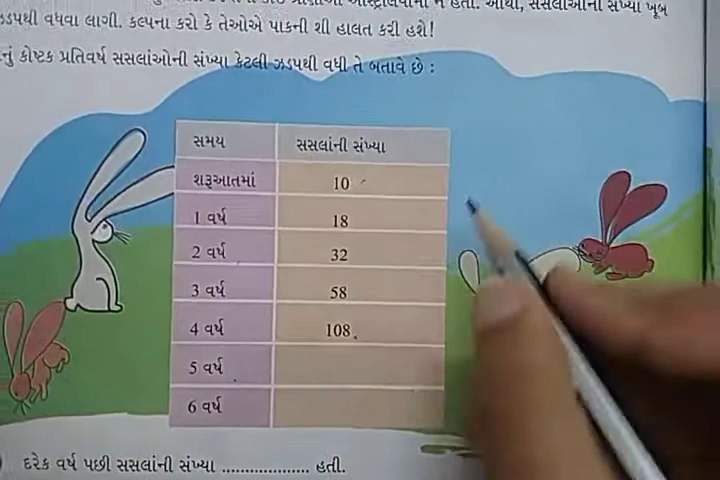 ઝડપથી વધવા લાગી. કલ્પના કરો કે તેઓએ પાકની શી હાલત કરી હશે!
નું કોષ્ટક પ્રતિવર્ષ સસલાંઓની સંખ્યા કેટલી ઝડપથી વધી તે બતાવે છે :
સમય સસલાંની સંખ્યા
શરૂઆતમાં 10
1 વર્ષ 18
2 વર્ષ 32
3 વર્ષ 58
4 વર્ષ 108
5 વર્ષ
6 વર્ષ
દરેક વર્ષ પછી સસલાંની સંખ્યા ................... હતી.